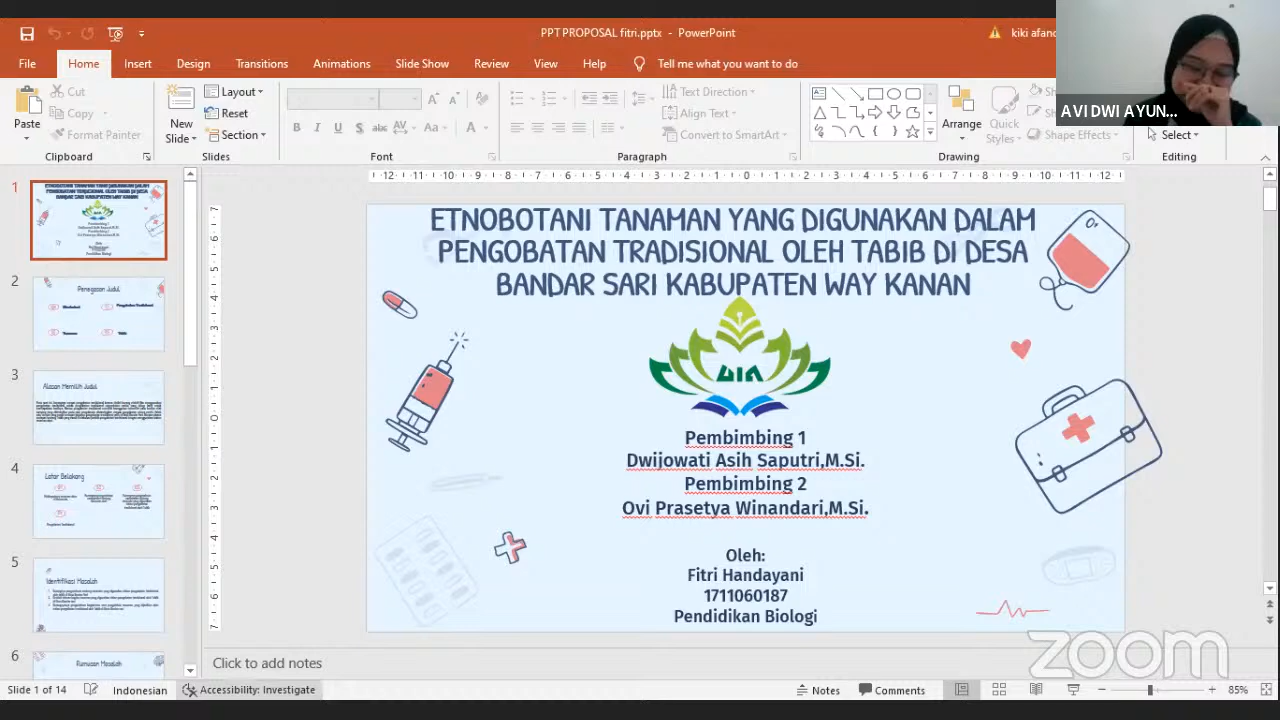 PPT PROPOSAL fitri.pptx - PowerPoint
kiki afand
File Home Insert Design Transitions Animations Slide Show Review View Help Tell me what you want to do
Paste
Cut
Copy
Format Painter
Clipboard
New
Slide
Layout
Reset
Section
Slides
Font
Text Direction
Align Text
Convert to SmartArt
Paragraph
Arrange
Quick
Styles
Shape Effects
Drawing
Select
Editing
AVI DWI AYUN...
1
2
Penegasan Judul
3
Alasan Memilih Judul
4
Latar Belakang
5
Identifikasi Masalah
6
Rumusan Masalah
ETNOBOTANI TANAMAN YANG DIGUNAKAN DALAM
PENGOBATAN TRADISIONAL OLEH TABIB DI DESA
BANDAR SARI KABUPATEN WAY KANAN
Pembimbing 1
Dwijowati Asih Saputri,M.Si.
Pembimbing 2
Ovi Prasetya Winandari,M.Si.
Oleh:
Fitri Handayani
1711060187
Pendidikan Biologi
zoom
Click to add notes
Slide 1 of 14 Indonesian Accessibility: Investigate Notes Comments 85%